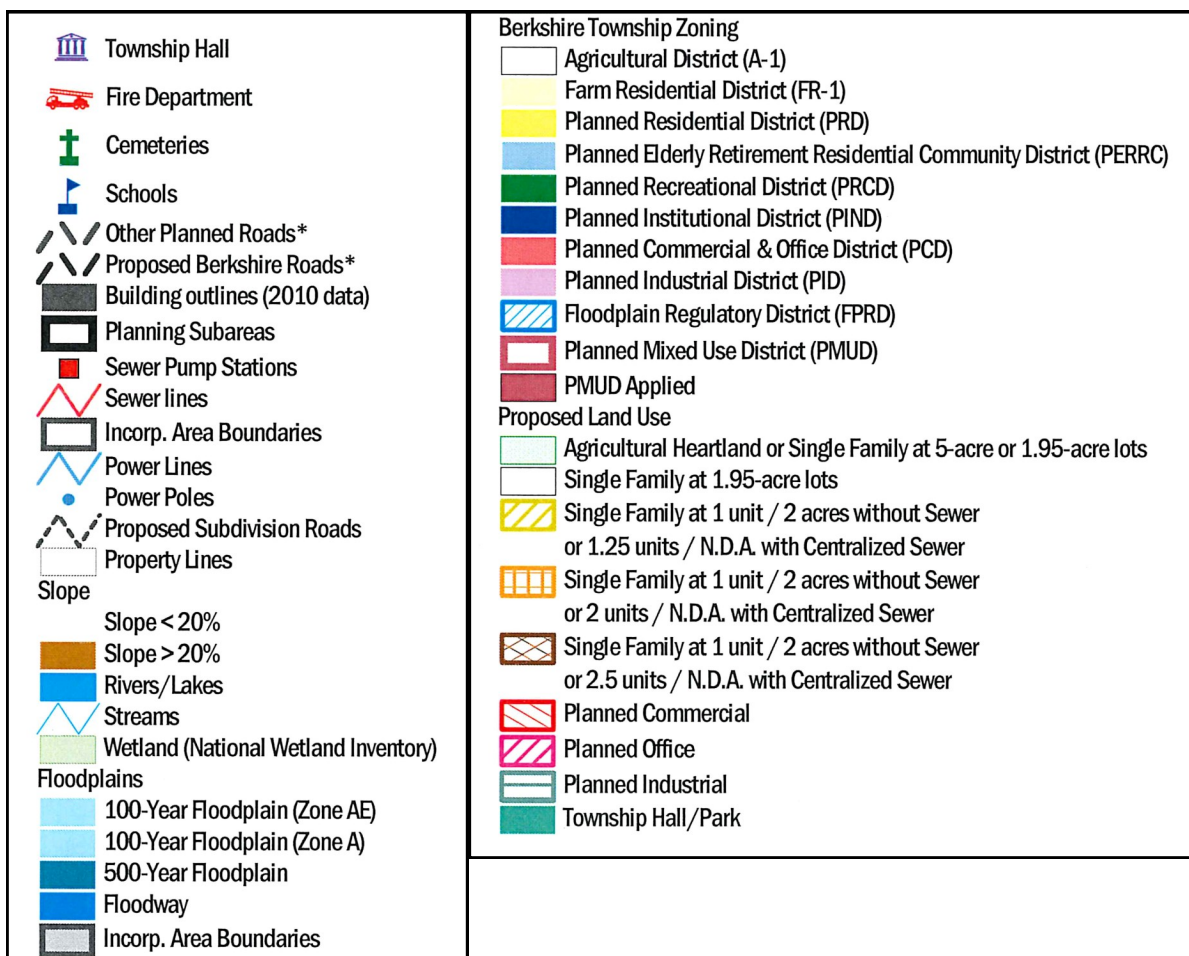 Township Hall
Fire Department
Cemeteries
Schools
Other Planned Roads*
Proposed Berkshire Roads*
Building outlines (2010 data)
Planning Subareas
Sewer Pump Stations
Sewer lines
Incorp. Area Boundaries
Power Lines
Power Poles
Proposed Subdivision Roads
Property Lines
Slope
Slope < 20%
Slope > 20%
Rivers/Lakes
Streams
Wetland (National Wetland Inventory)
Floodplains
100-Year Floodplain (Zone AE)
100-Year Floodplain (Zone A)
500-Year Floodplain
Floodway
Incorp. Area Boundaries
Berkshire Township Zoning
Agricultural District (A-1)
Farm Residential District (FR-1)
Planned Residential District (PRD)
Planned Elderly Retirement Residential Community District (PERRC)
Planned Recreational District (PRCD)
Planned Institutional District (PIND)
Planned Commercial & Office District (PCD)
Planned Industrial District (PID)
Floodplain Regulatory District (FPRD)
Planned Mixed Use District (PMUD)
PMUD Applied
Proposed Land Use
Agricultural Heartland or Single Family at 5-acre or 1.95-acre lots
Single Family at 1.95-acre lots
Single Family at 1 unit / 2 acres without Sewer
or 1.25 units / N.D.A. with Centralized Sewer
Single Family at 1 unit / 2 acres without Sewer
or 2 units / N.D.A. with Centralized Sewer
Single Family at 1 unit / 2 acres without Sewer
or 2.5 units / N.D.A. with Centralized Sewer
Planned Commercial
Planned Office
Planned Industrial
Township Hall/Park